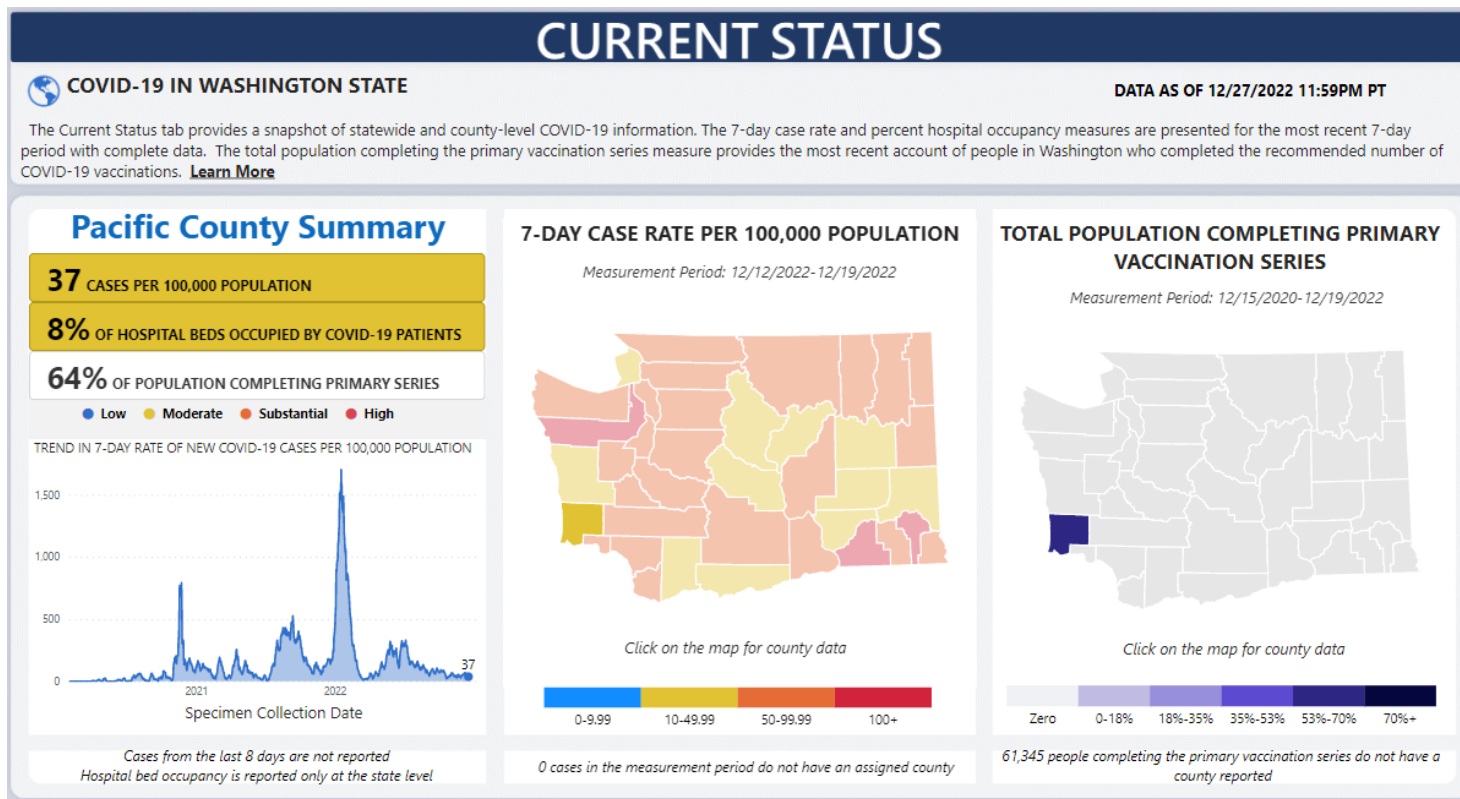 CURRENT STATUS
COVID-19 IN WASHINGTON STATE
DATA AS OF 12/27/2022 11:59PM PT
The Current Status tab provides a snapshot of statewide and county-level COVID-19 information. The 7-day case rate and percent hospital occupancy measures are presented for the most recent 7-day
period with complete data. The total population completing the primary vaccination series measure provides the most recent account of people in Washington who completed the recommended number of
COVID-19 vaccinations. Learn More
Pacific County Summary
37 CASES PER 100,000 POPULATION
8% OF HOSPITAL BEDS OCCUPIED BY COVID-19 PATIENTS
64% OF POPULATION COMPLETING PRIMARY SERIES
Low Moderate Substantial High
TREND IN 7-DAY RATE OF NEW COVID-19 CASES PER 100,000 POPULATION
1,500
1,000
500
0
37
2021 2022
Specimen Collection Date
Cases from the last 8 days are not reported
Hospital bed occupancy is reported only at the state level
7-DAY CASE RATE PER 100,000 POPULATION
Measurement Period: 12/12/2022-12/19/2022
Click on the map for county data
0-9.99 10-49.99 50-99.99 100+
0 cases in the measurement period do not have an assigned county
TOTAL POPULATION COMPLETING PRIMARY
VACCINATION SERIES
Measurement Period: 12/15/2020-12/19/2022
Click on the map for county data
Zero 0-18% 18%-35% 35%-53% 53%-70% 70%+
61,345 people completing the primary vaccination series do not have a
county reported